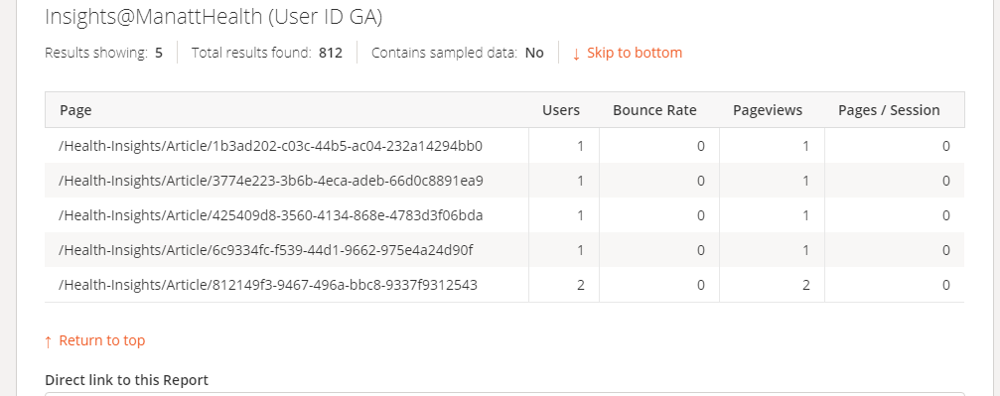 Insights@ManattHealth (User ID GA)
Results showing: 5 Total results found: 812 Contains sampled data: No ↓ Skip to bottom
Page Users Bounce Rate Pageviews Pages / Session
/Health-Insights/Article/1b3ad202-c03c-44b5-ac04-232a14294bb0 1 0 1 0
/Health-Insights/Article/3774e223-3b6b-4eca-adeb-66d0c8891ea9 1 0 1 0
/Health-Insights/Article/425409d8-3560-4134-868e-4783d3f06bda 1 0 1 0
/Health-Insights/Article/6c9334fc-f539-44d1-9662-975e4a24d90f 1 0 1 0
/Health-Insights/Article/812149f3-9467-496a-bbc8-9337f9312543 2 0 2 0
↑ Return to top
Direct link to this Report